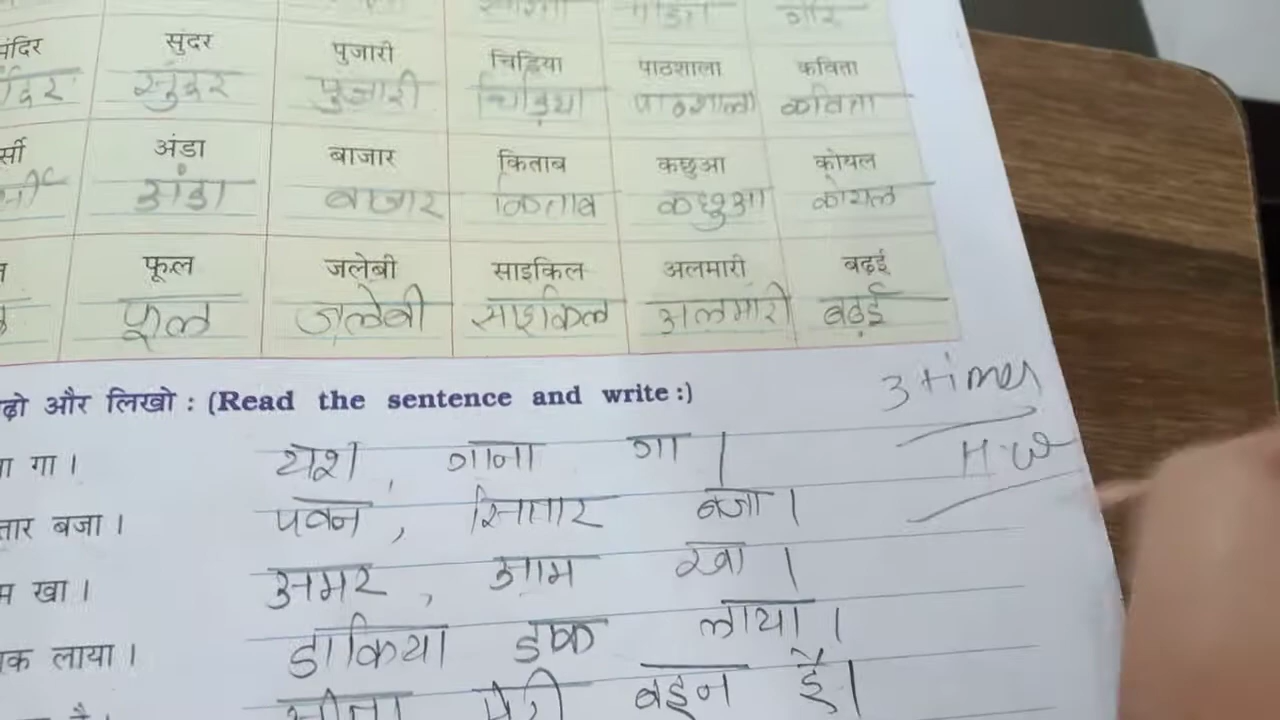 गौरि
मंदिर सुंदर पुजारी चिड़िया पाठशाला कविता
सुंदर पुजारी चिड़िया पाठशाला कविता
र्सी अंडा बाजार किताब कछुआ कोयल
अंडा बाजार किताब कछुआ कोयल
फूल जलेबी साइकिल अलमारी बढ़ई
फूल जलेबी साइकिल अलमारी बढ़ई
ढ़ो और लिखो : (Read the sentence and write :) 3 times
ा गा । यश, गाना गा । H.W
तार बजा । पवन, सितार बजा ।
म खा । अमर, आम खा ।
ाक लाया । डाकिया डाक लाया ।
बहन है ।